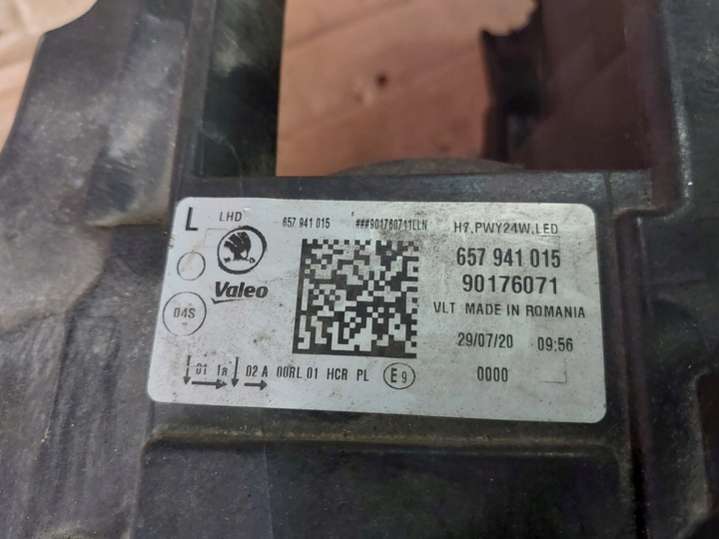 L LHD 657 941 015 ###901760711LLN H7,PWY24W,LED
657 941 015
90176071
Valeo
VLT MADE IN ROMANIA
04S
29/07/20 09:56
01 1a 02 A 00RL 01 HCR PL E9 0000